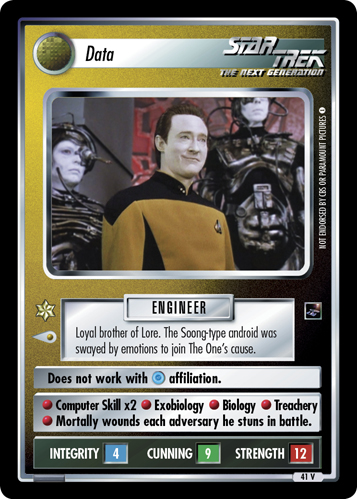 Data
STAR TREK
THE NEXT GENERATION
NOT ENDORSED BY CBS OR PARAMOUNT PICTURES
ENGINEER
Loyal brother of Lore. The Soong-type android was
swayed by emotions to join The One's cause.
Does not work with affiliation.
Computer Skill x2 Exobiology Biology Treachery
Mortally wounds each adversary he stuns in battle.
INTEGRITY 4 CUNNING 9 STRENGTH 12
41 V